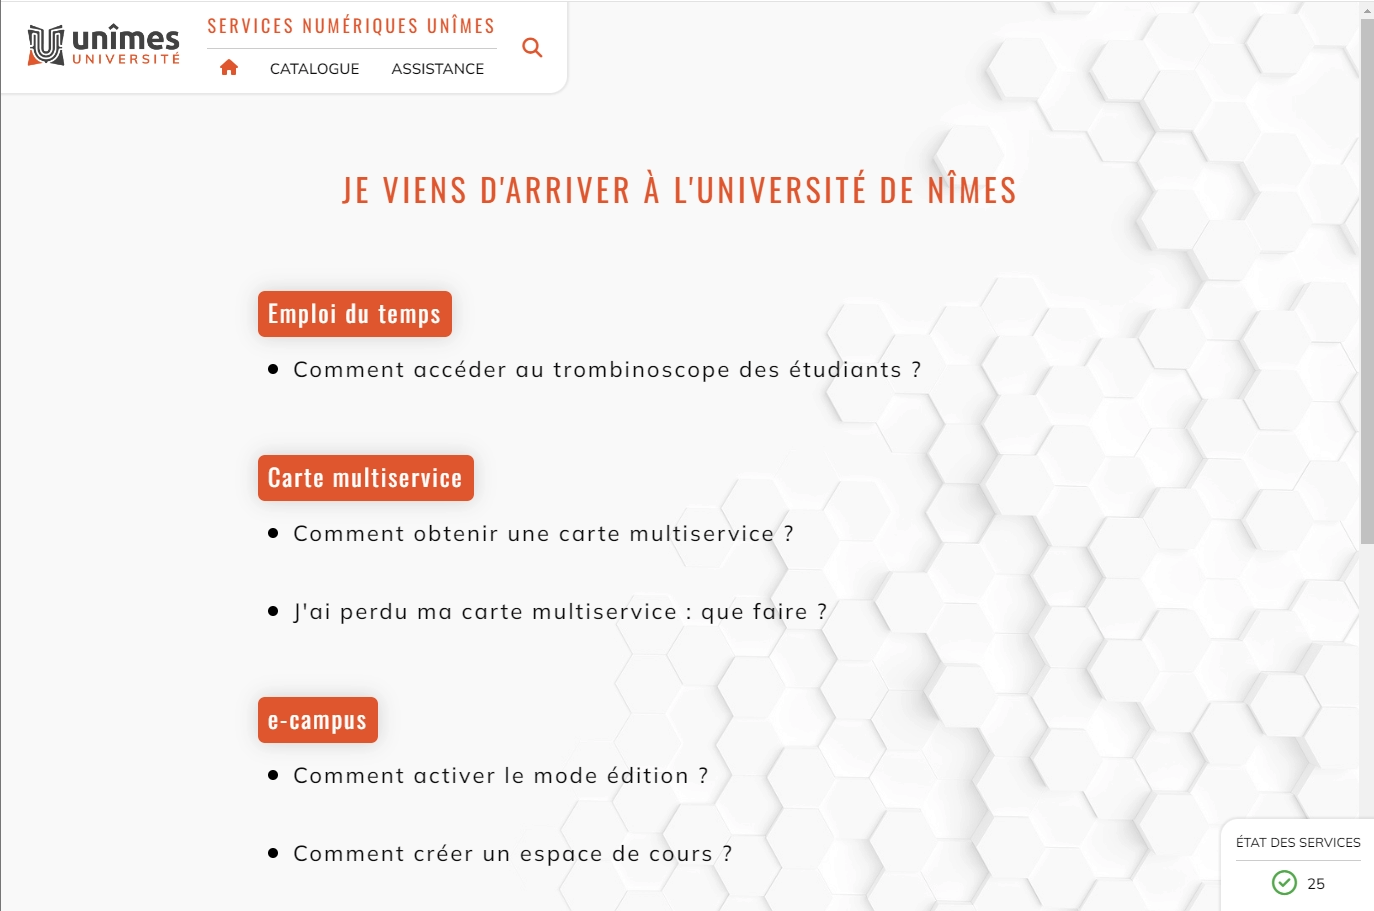 unîmes
UNIVERSITÉ
SERVICES NUMÉRIQUES UNÎMES
CATALOGUE
ASSISTANCE
JE VIENS D'ARRIVER À L'UNIVERSITÉ DE NÎMES
Emploi du temps
Comment accéder au trombinoscope des étudiants ?
Carte multiservice
Comment obtenir une carte multiservice ?
J'ai perdu ma carte multiservice : que faire ?
e-campus
Comment activer le mode édition ?
Comment créer un espace de cours ?
ÉTAT DES SERVICES
25